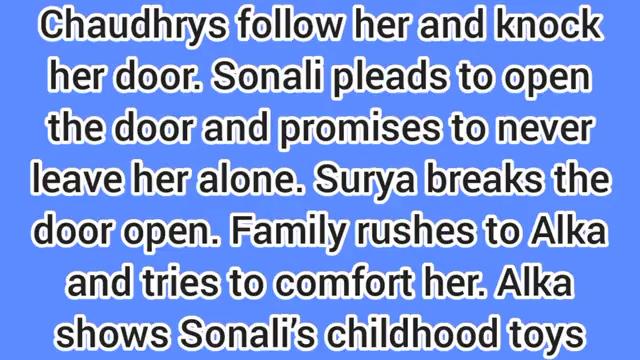 Chaudhrys follow her and knock
her door. Sonali pleads to open
the door and promises to never
leave her alone. Surya breaks the
door open. Family rushes to Alka
and tries to comfort her. Alka
shows Sonali’s childhood toys